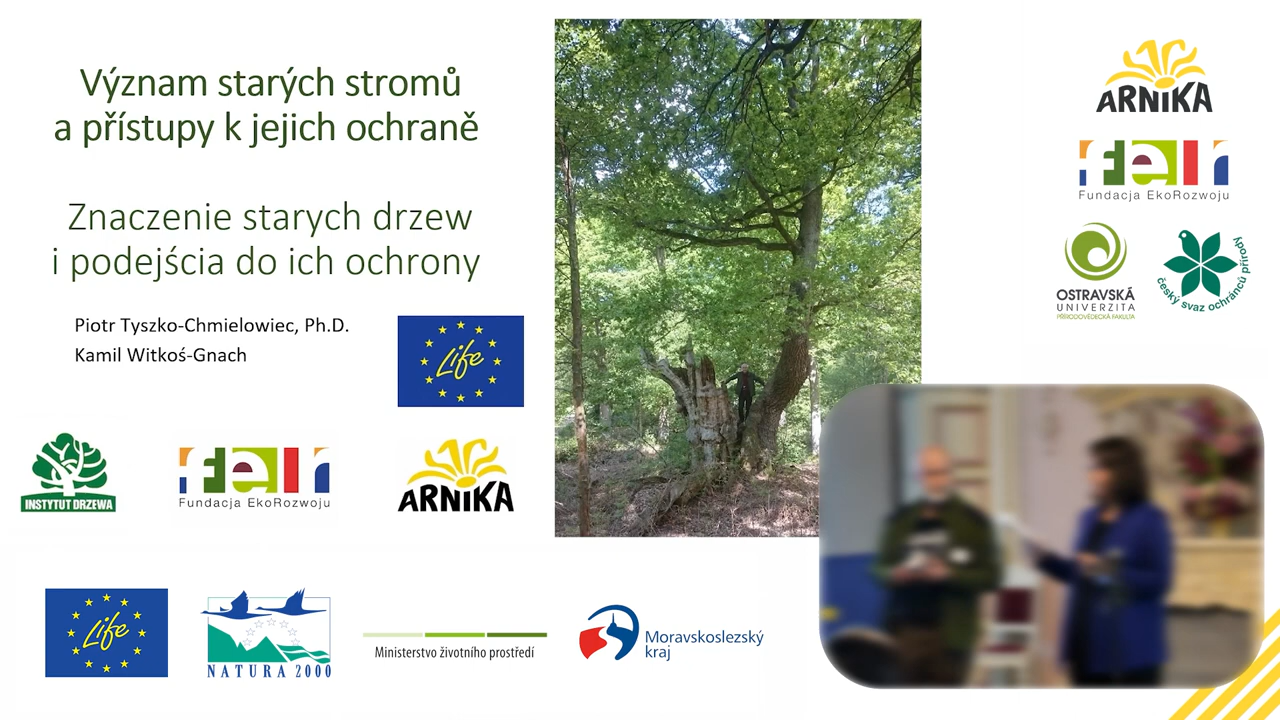 Význam starých stromů
a přístupy k jejich ochraně
Znaczenie starych drzew
i podejścia do ich ochrony
Piotr Tyszko-Chmielowiec, Ph.D.
Kamil Witkoś-Gnach
Life
INSTYTUT DRZEWA
feer
Fundacja EkoRozwoju
ARNIKA
Life
NATURA 2000
Ministerstvo životního prostředí
Moravskoslezský
kraj
ARNIKA
feer
Fundacja EkoRozwoju
OSTRAVSKÁ
UNIVERZITA
PŘÍRODOVĚDECKÁ FAKULTA
český svaz ochránců přírody